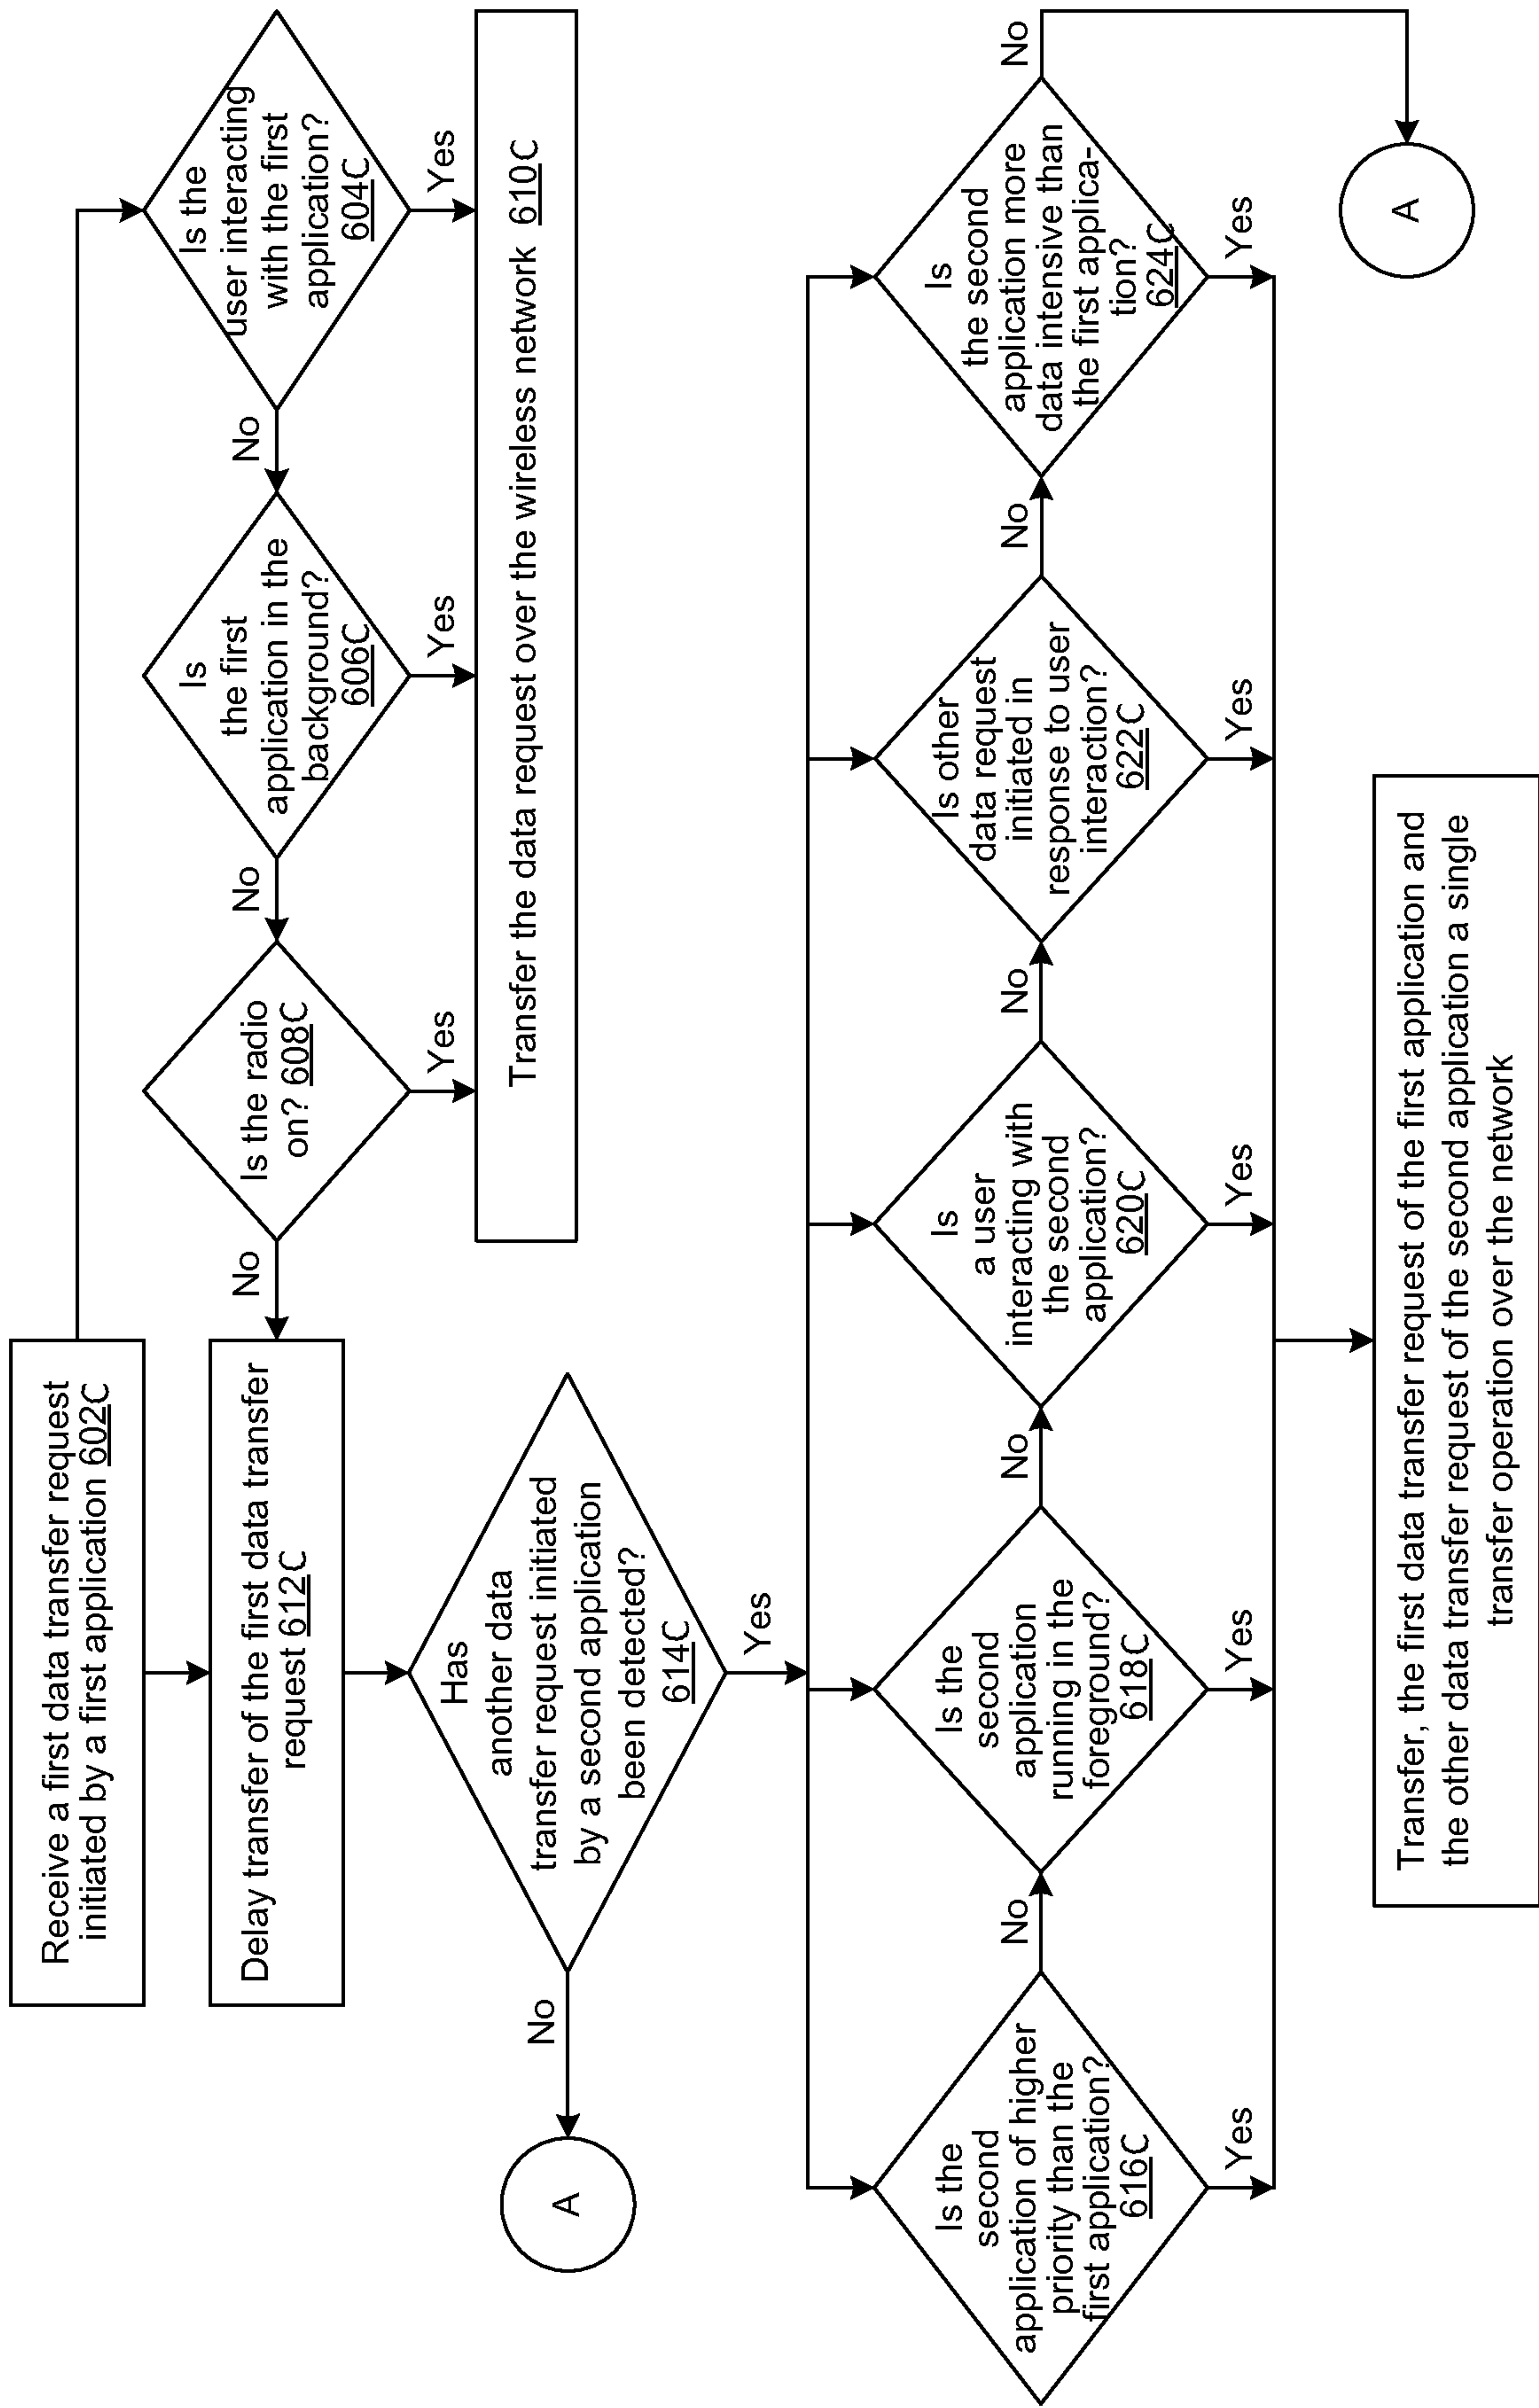 Receive a first data transfer request
initiated by a first application 602C
Is the
user interacting
with the first
application?
604C
No
Yes
Is
the first
application in the
background?
606C
No
Yes
Is the radio
on? 608C
No
Yes
Transfer the data request over the wireless network 610C
Delay transfer of the first data transfer
request 612C
Has
another data
transfer request initiated
by a second application
been detected?
614C
No
A
Yes
Is the
second
application of higher
priority than the
first application?
616C
No
Yes
Is the
second
application
running in the
foreground?
618C
No
Yes
Is
a user
interacting with
the second
application?
620C
No
Yes
Is other
data request
initiated in
response to user
interaction?
622C
No
Yes
Is
the second
application more
data intensive than
the first applica-
tion?
624C
No
Yes
A
Transfer, the first data transfer request of the first application and
the other data transfer request of the second application a single
transfer operation over the network